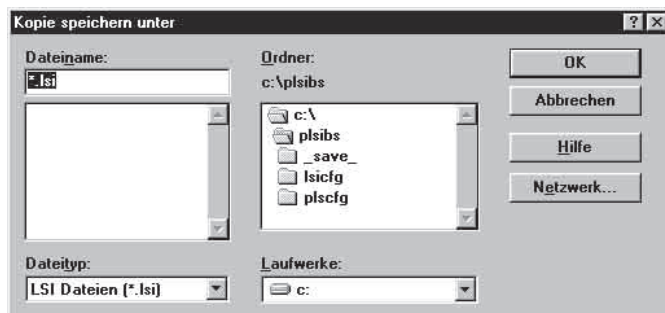 Kopie speichern unter
Dateiname:
*.lsi
Ordner:
c:\plsibs
c:\
plsibs
_save_
lsicfg
plscfg
OK
Abbrechen
Hilfe
Netzwerk...
Dateityp:
LSI Dateien (*.lsi)
Laufwerke:
c: